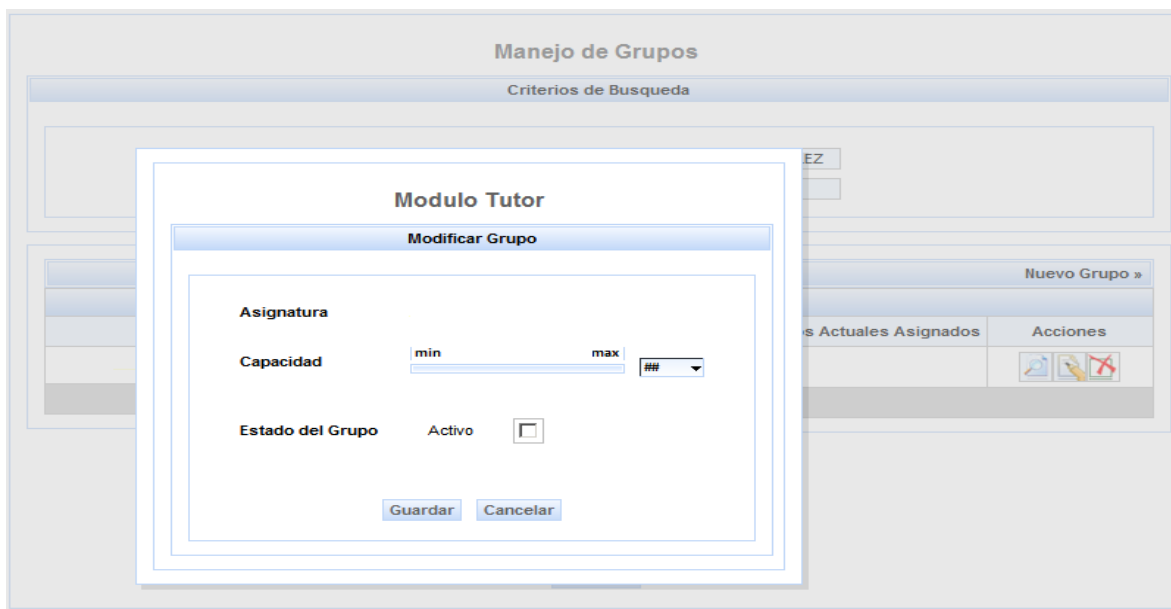 Manejo de Grupos
Criterios de Busqueda
EZ
Modulo Tutor
Modificar Grupo
Nuevo Grupo »
Asignatura
s Actuales Asignados
Acciones
Capacidad
min
max
##
Estado del Grupo
Activo
Guardar
Cancelar